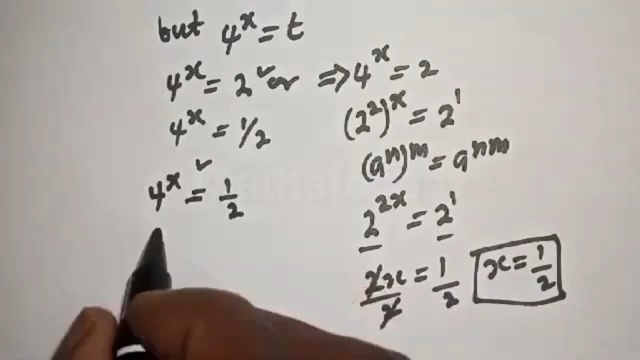 but 4^x = t
4^x = 2 ✓ or
4^x = 1/2
4^x = 1/2 ✓
⇒ 4^x = 2
(2^2)^x = 2^1
(a^n)^m = a^nm
2^2x = 2^1
2x/2 = 1/2
x = 1/2